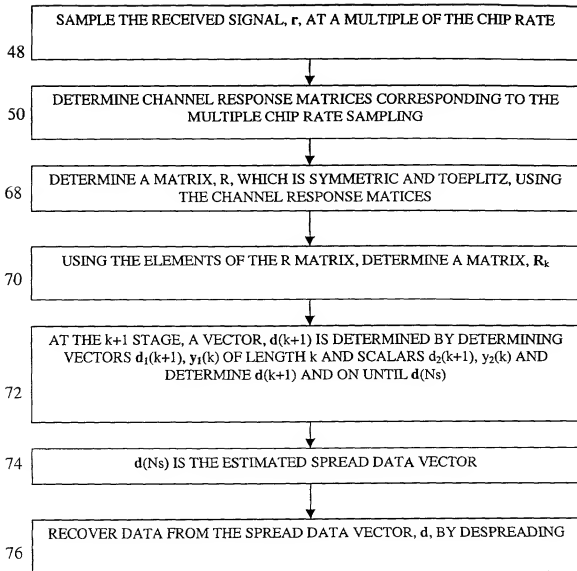 SAMPLE THE RECEIVED SIGNAL, r, AT A MULTIPLE OF THE CHIP RATE
48
DETERMINE CHANNEL RESPONSE MATRICES CORRESPONDING TO THE
50
MULTIPLE CHIP RATE SAMPLING
DETERMINE A MATRIX, R, WHICH IS SYMMETRIC AND TOEPLITZ, USING
68
THE CHANNEL RESPONSE MATICES
USING THE ELEMENTS OF THE R MATRIX, DETERMINE A MATRIX, Rk
70
AT THE k+1 STAGE, A VECTOR, d(k+1) IS DETERMINED BY DETERMINING
VECTORS d1(k+1), y1(k) OF LENGTH k AND SCALARS d2(k+1), y2(k) AND
DETERMINE d(k+1) AND ON UNTIL d(Ns)
72
74
d(Ns) IS THE ESTIMATED SPREAD DATA VECTOR
RECOVER DATA FROM THE SPREAD DATA VECTOR, d, BY DESPREADING
76